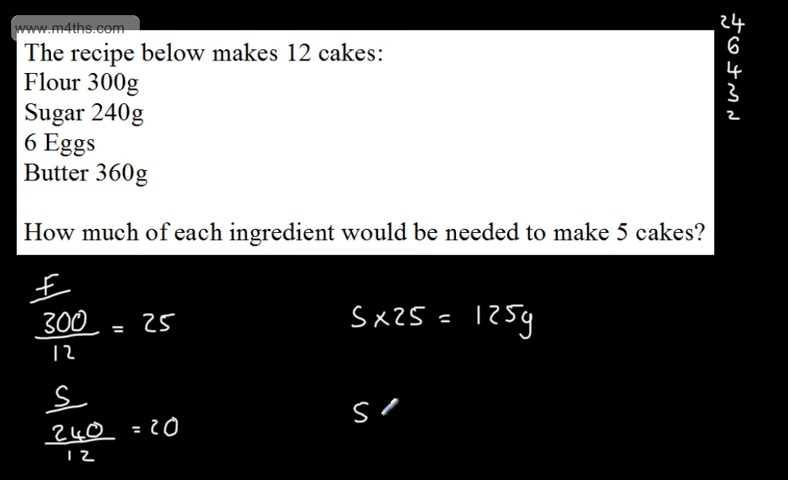 www.m4ths.com
The recipe below makes 12 cakes:
Flour 300g
Sugar 240g
6 Eggs
Butter 360g
How much of each ingredient would be needed to make 5 cakes?
24
6
4
3
2
F
300
12
= 25
5 x 25 = 125g
S
240
12
= 20
5